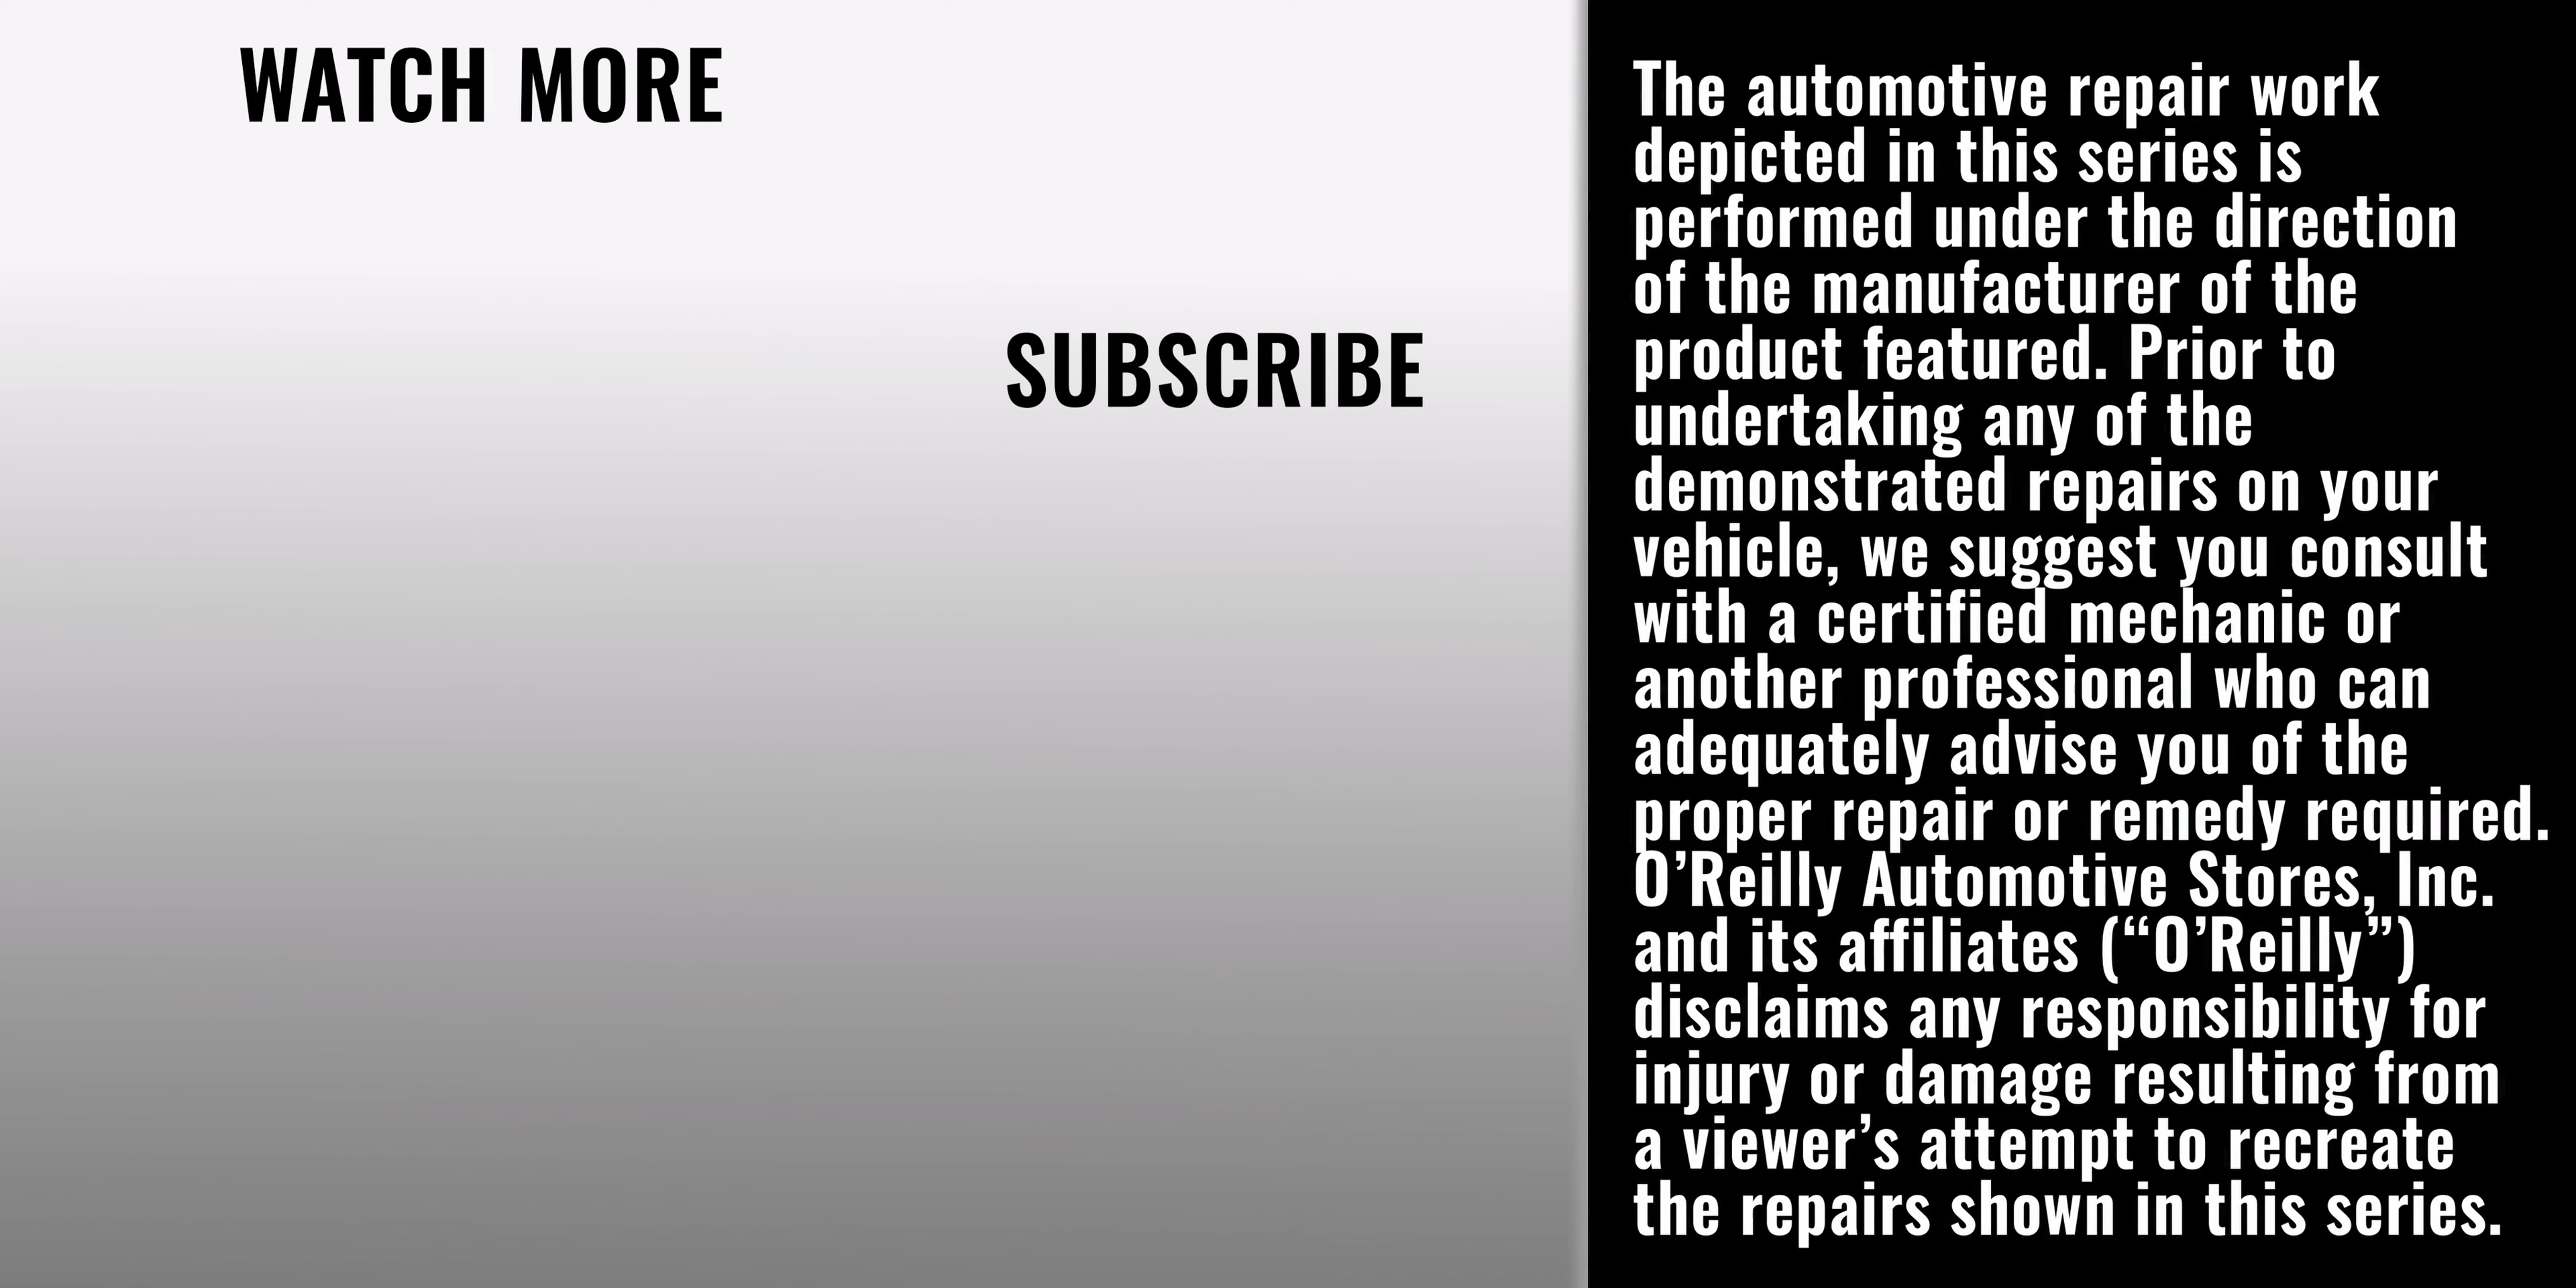 WATCH MORE
SUBSCRIBE
The automotive repair work
depicted in this series is
performed under the direction
of the manufacturer of the
product featured. Prior to
undertaking any of the
demonstrated repairs on your
vehicle, we suggest you consult
with a certified mechanic or
another professional who can
adequately advise you of the
proper repair or remedy required.
O’Reilly Automotive Stores, Inc.
and its affiliates (“O’Reilly”)
disclaims any responsibility for
injury or damage resulting from
a viewer’s attempt to recreate
the repairs shown in this series.